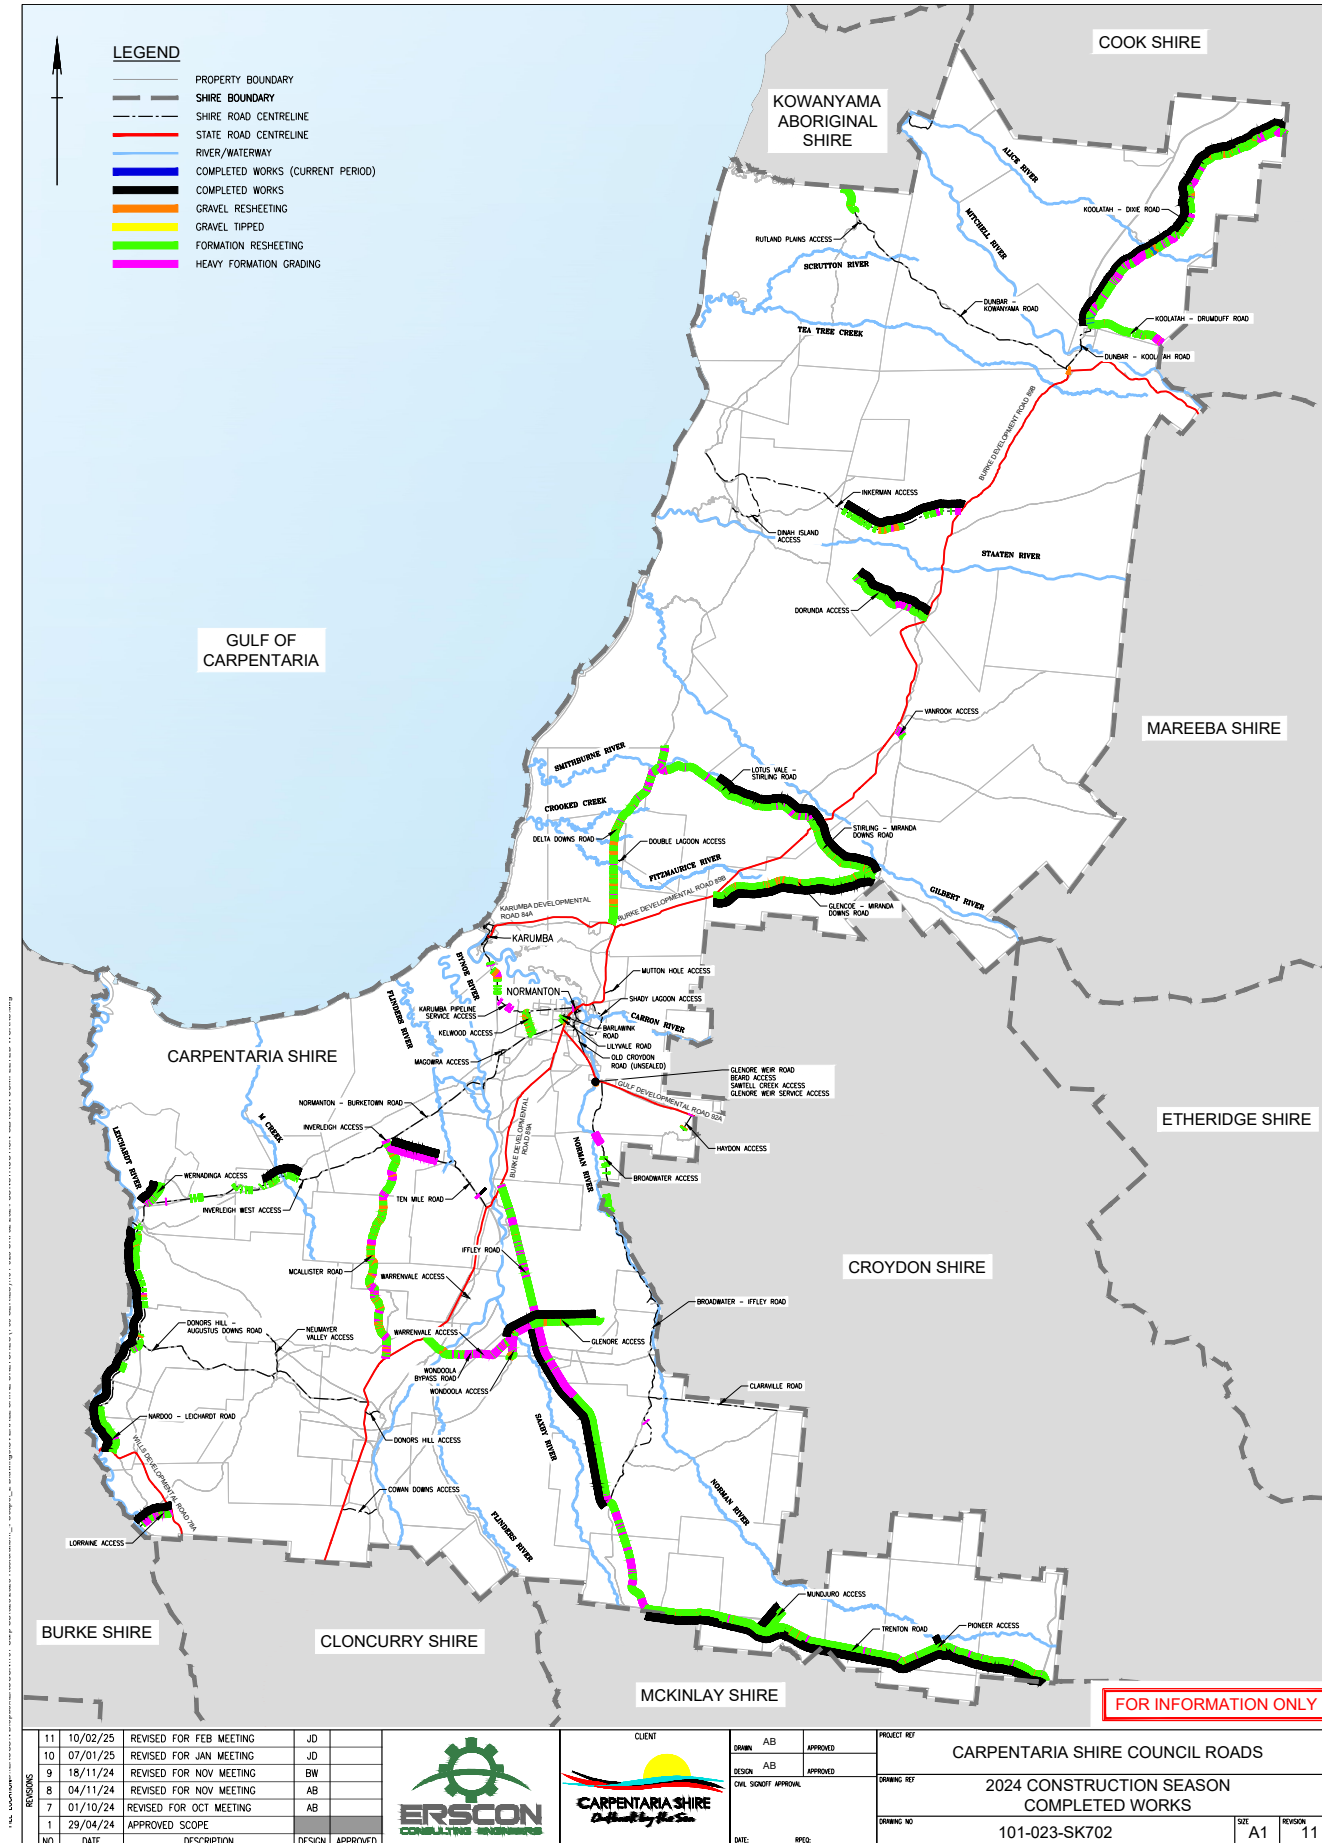 LEGEND
PROPERTY BOUNDARY
SHIRE BOUNDARY
SHIRE ROAD CENTRELINE
STATE ROAD CENTRELINE
RIVER/WATERWAY
COMPLETED WORKS (CURRENT PERIOD)
COMPLETED WORKS
GRAVEL RESHEETING
GRAVEL TIPPED
FORMATION RESHEETING
HEAVY FORMATION GRADING
COOK SHIRE
KOWANYAMA
ABORIGINAL
SHIRE
ALICE RIVER
MITCHELL RIVER
KOOLATAH - DIXIE ROAD
RUTLAND PLAINS ACCESS
SCRUTTON RIVER
DUNBAR -
KOWANYAMA ROAD
TEA TREE CREEK
KOOLATAH - DRUMDUFF ROAD
DUNBAR - KOOLATAH ROAD
BURKE DEVELOPMENT ROAD 89B
INKERMAN ACCESS
DINAH ISLAND
ACCESS
STAATEN RIVER
DORUNDA ACCESS
GULF OF
CARPENTARIA
VANROOK ACCESS
MAREEBA SHIRE
SMITHBURNE RIVER
LOTUS VALE -
STIRLING ROAD
CROOKED CREEK
DELTA DOWNS ROAD
DOUBLE LAGOON ACCESS
STIRLING - MIRANDA
DOWNS ROAD
FITZMAURICE RIVER
BURKE DEVELOPMENTAL ROAD 89B
GILBERT RIVER
GLENCOE - MIRANDA
DOWNS ROAD
KARUMBA DEVELOPMENTAL
ROAD 84A
KARUMBA
BYNOE RIVER
FLINDERS RIVER
MUTTON HOLE ACCESS
NORMANTON
SHADY LAGOON ACCESS
KARUMBA PIPELINE
SERVICE ACCESS
CARRON RIVER
KELWOOD ACCESS
BARLAWINK
ROAD
LILYVALE ROAD
MAGOWRA ACCESS
OLD CROYDON
ROAD (UNSEALED)
CARPENTARIA SHIRE
GLENORE WEIR ROAD
BEARD ACCESS
SAWTELL CREEK ACCESS
GLENORE WEIR SERVICE ACCESS
GULF DEVELOPMENTAL ROAD 92A
NORMANTON - BURKETOWN ROAD
INVERLEIGH ACCESS
M CREEK
BURKE DEVELOPMENTAL
ROAD 89A
NORMAN RIVER
HAYDON ACCESS
ETHERIDGE SHIRE
LEICHARDT RIVER
WERNADINGA ACCESS
BROADWATER ACCESS
TEN MILE ROAD
INVERLEIGH WEST ACCESS
IFFLEY ROAD
MCALLISTER ROAD
WARRENVALE ACCESS
CROYDON SHIRE
BROADWATER - IFFLEY ROAD
DONORS HILL -
AUGUSTUS DOWNS ROAD
NEUMAYER
VALLEY ACCESS
WARRENVALE ACCESS
GLENORE ACCESS
WONDOOLA
BYPASS ROAD
WONDOOLA ACCESS
CLARAVILLE ROAD
NARDOO - LEICHARDT ROAD
SAXBY RIVER
DONORS HILL ACCESS
WILLS DEVELOPMENTAL ROAD 78A
COWAN DOWNS ACCESS
NORMAN RIVER
FLINDERS RIVER
LORRAINE ACCESS
MUNDJURO ACCESS
BURKE SHIRE
CLONCURRY SHIRE
TRENTON ROAD
PIONEER ACCESS
MCKINLAY SHIRE
FOR INFORMATION ONLY
REVISIONS
11 10/02/25 REVISED FOR FEB MEETING JD
10 07/01/25 REVISED FOR JAN MEETING JD
9 18/11/24 REVISED FOR NOV MEETING BW
8 04/11/24 REVISED FOR NOV MEETING AB
7 01/10/24 REVISED FOR OCT MEETING AB
1 29/04/24 APPROVED SCOPE
NO DATE DESCRIPTION DESIGN APPROVED
ERSCON
CONSULTING ENGINEERS
CLIENT
CARPENTARIA SHIRE
Outback by the Sea
DRAWN AB APPROVED
DESIGN AB APPROVED
CIVIL SIGNOFF APPROVAL
DATE: RPEQ:
PROJECT REF
CARPENTARIA SHIRE COUNCIL ROADS
DRAWING REF
2024 CONSTRUCTION SEASON
COMPLETED WORKS
DRAWING NO
101-023-SK702
SIZE
A1
REVISION
11